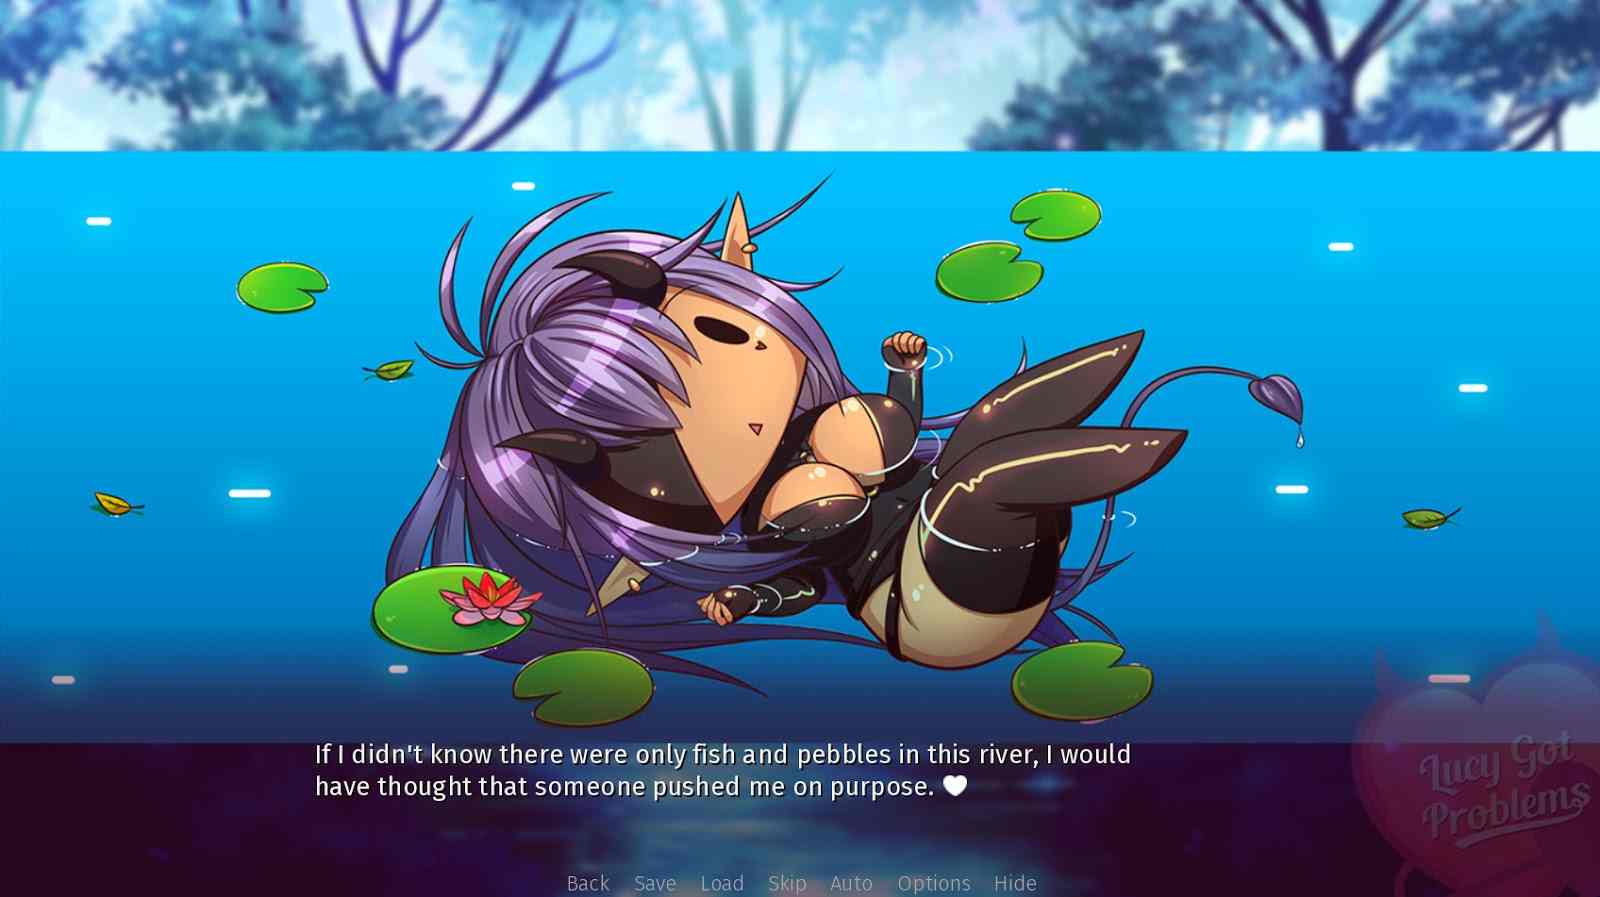 If I didn't know there were only fish and pebbles in this river, I would
have thought that someone pushed me on purpose.
Lucy Got
Problems
Back Save Load Skip Auto Options Hide